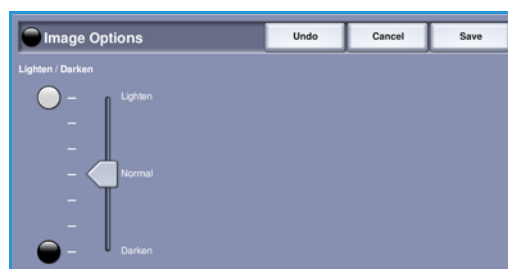 Image Options
Undo
Cancel
Save
Lighten / Darken
Lighten
Normal
Darken